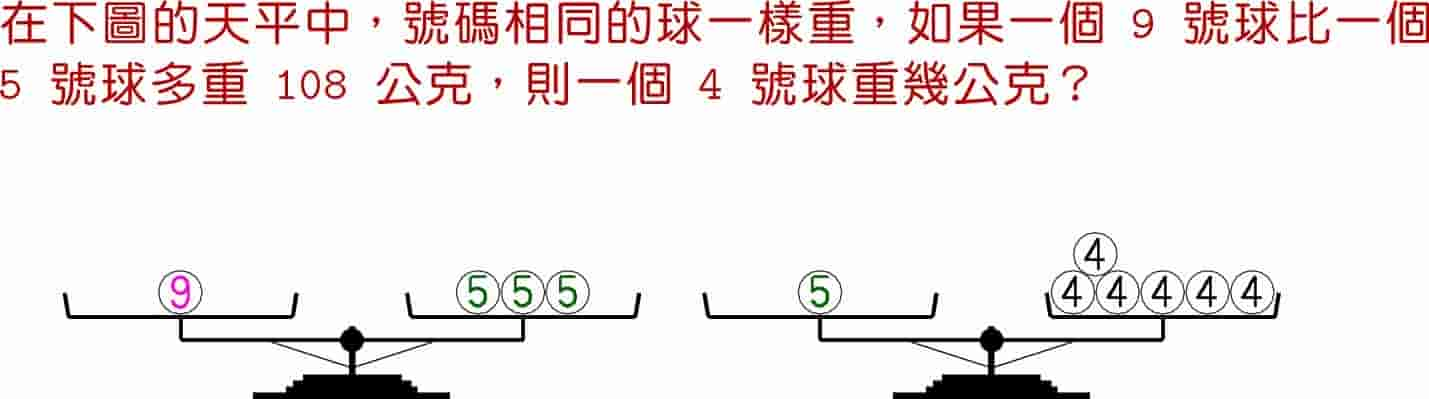 在下圖的天平中，號碼相同的球一樣重，如果一個 9 號球比一個
5 號球多重 108 公克，則一個 4 號球重幾公克？
4
9 5 5 5 5 4 4 4 4 4